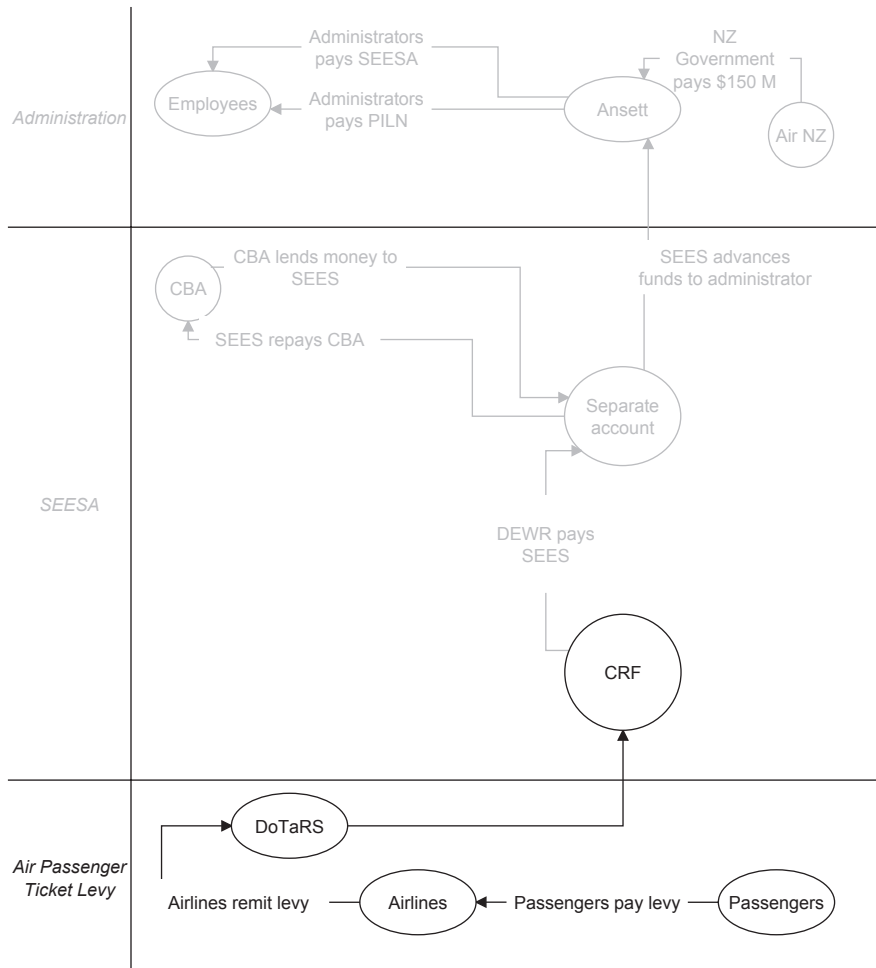 Administrators
pays SEESA
NZ
Government
pays $150 M
Employees
Administrators
pays PILN
Ansett
Administration
Air NZ
CBA lends money to
SEES
SEES advances
funds to administrator
CBA
SEES repays CBA
Separate
account
SEESA
DEWR pays
SEES
CRF
DoTaRS
Air Passenger
Ticket Levy
Airlines remit levy
Airlines
Passengers pay levy
Passengers